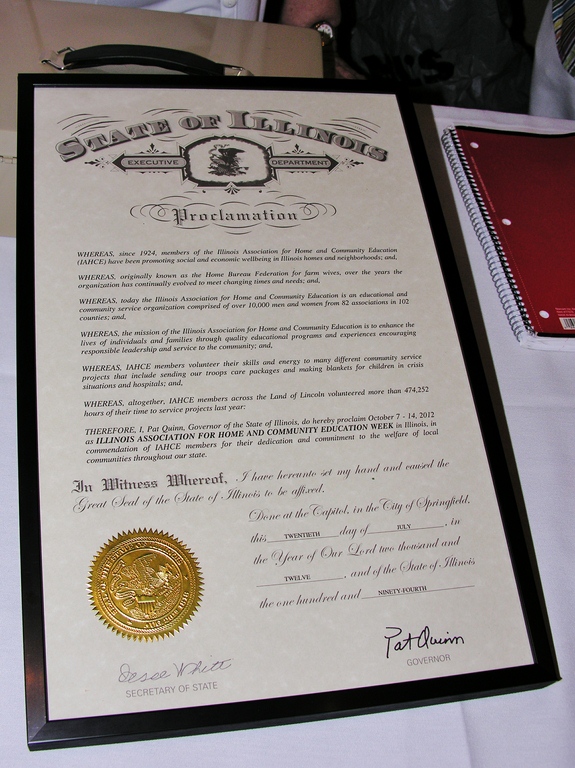 STATE OF ILLINOIS
EXECUTIVE DEPARTMENT
Proclamation
WHEREAS, since 1924, members of the Illinois Association for Home and Community Education
(IAHCE) have been promoting social and economic wellbeing in Illinois homes and neighborhoods; and,
WHEREAS, originally known as the Home Bureau Federation for farm wives, over the years the
organization has continually evolved to meet changing times and needs; and,
WHEREAS, today the Illinois Association for Home and Community Education is an educational and
community service organization comprised of over 10,000 men and women from 82 associations in 102
counties; and,
WHEREAS, the mission of the Illinois Association for Home and Community Education is to enhance the
lives of individuals and families through quality educational programs and experiences encouraging
responsible leadership and service to the community; and,
WHEREAS, IAHCE members volunteer their skills and energy to many different community service
projects that include sending our troops care packages and making blankets for children in crisis
situations and hospitals; and,
WHEREAS, altogether, IAHCE members across the Land of Lincoln volunteered more than 474,252
hours of their time to service projects last year:
THEREFORE, I, Pat Quinn, Governor of the State of Illinois, do hereby proclaim October 7 - 14, 2012
as ILLINOIS ASSOCIATION FOR HOME AND COMMUNITY EDUCATION WEEK in Illinois, in
commendation of IAHCE members for their dedication and commitment to the welfare of local
communities throughout our state.
In Witness Whereof, I have hereunto set my hand and caused the
Great Seal of the State of Illinois to be affixed.
Done at the Capitol, in the City of Springfield,
this TWENTIETH day of JULY, in
the Year of Our Lord two thousand and
TWELVE, and of the State of Illinois
the one hundred and NINETY-FOURTH
Jesse White
SECRETARY OF STATE
Pat Quinn
GOVERNOR